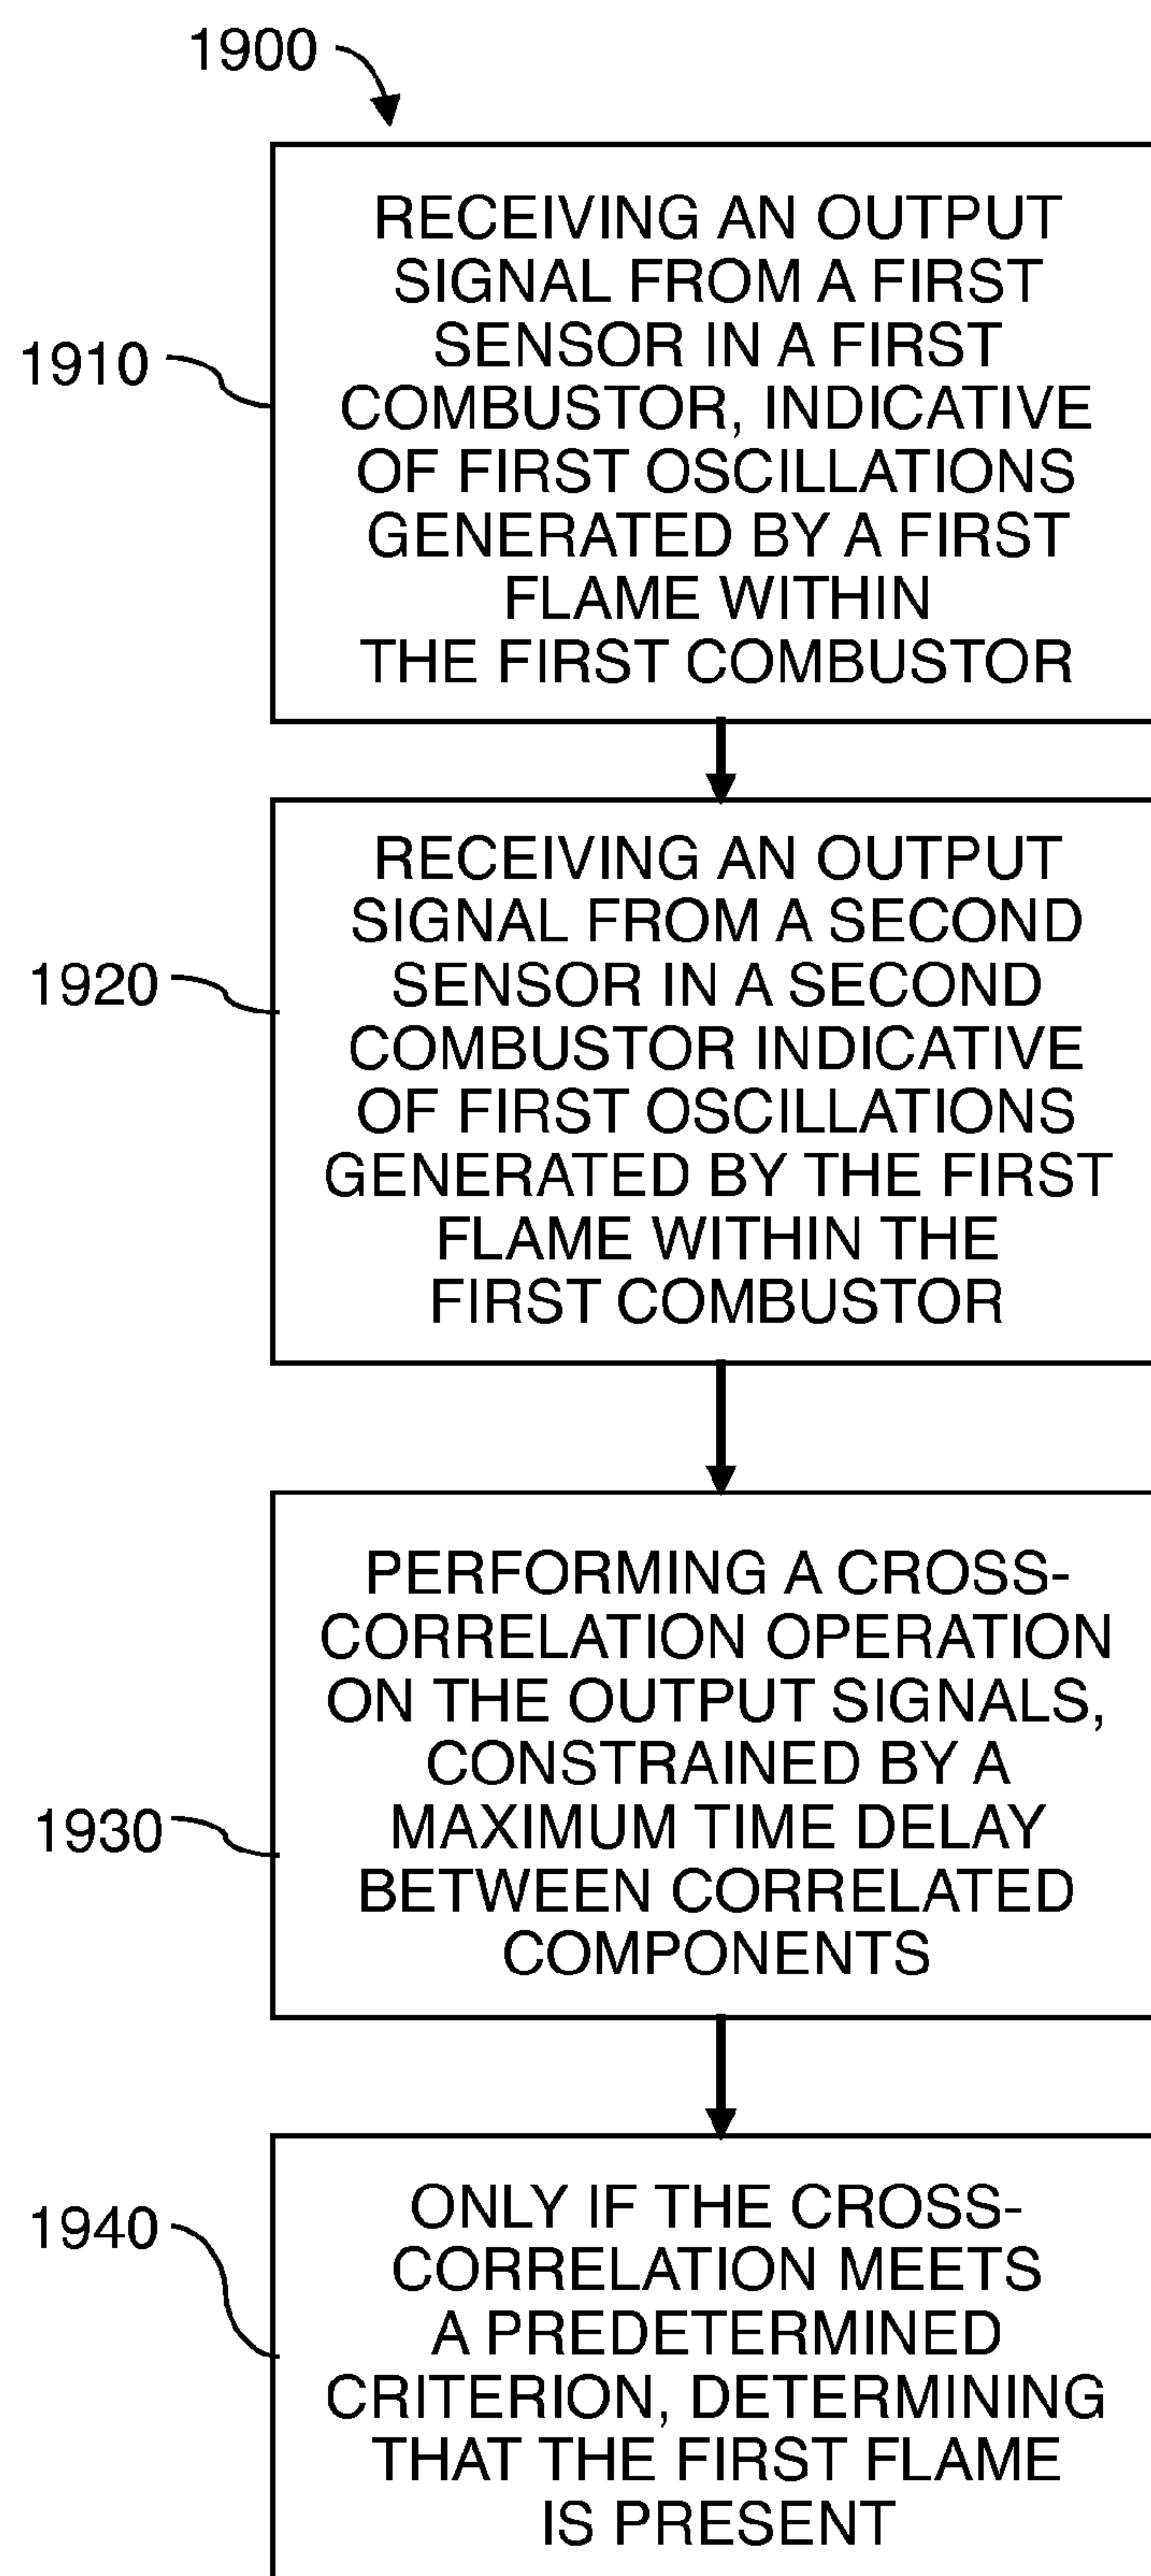 1900
RECEIVING AN OUTPUT
SIGNAL FROM A FIRST
SENSOR IN A FIRST
COMBUSTOR, INDICATIVE
OF FIRST OSCILLATIONS
GENERATED BY A FIRST
FLAME WITHIN
THE FIRST COMBUSTOR
1910
RECEIVING AN OUTPUT
SIGNAL FROM A SECOND
SENSOR IN A SECOND
COMBUSTOR INDICATIVE
OF FIRST OSCILLATIONS
GENERATED BY THE FIRST
FLAME WITHIN THE
FIRST COMBUSTOR
1920
PERFORMING A CROSS-
CORRELATION OPERATION
ON THE OUTPUT SIGNALS,
CONSTRAINED BY A
MAXIMUM TIME DELAY
BETWEEN CORRELATED
COMPONENTS
1930
ONLY IF THE CROSS-
CORRELATION MEETS
A PREDETERMINED
CRITERION, DETERMINING
THAT THE FIRST FLAME
IS PRESENT
1940